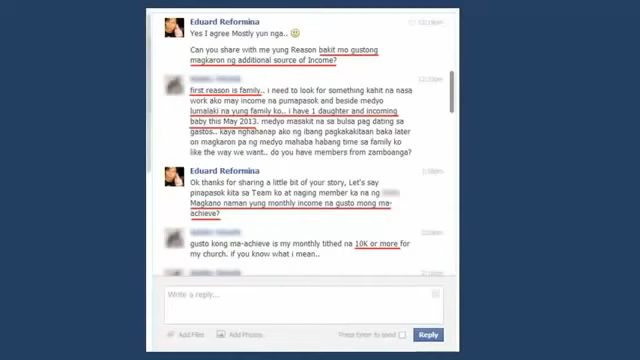 Eduard Reformina
12:19pm
Yes I agree Mostly yun nga..
Can you share with me yung Reason bakit mo gustong
magkaron ng additional source of Income?
12:33pm
first reason is family.. i need to look for something kahit na nasa
work ako may income na pumapasok and beside medyo
lumalaki na yung family ko.. i have 1 daughter and incoming
baby this May 2013. medyo masakit na sa bulsa pag dating sa
gastos.. kaya nghahanap ako ng ibang pagkakakitaan baka later
on magkaron pa ng medyo mahaba habang time sa family ko
like the way we want.. do you have members from zamboanga?
Eduard Reformina
Ok thanks for sharing a little bit of your story, Let's say
pinapasok kita sa Team ko at naging member ka na ng
Magkano naman yung monthly income na gusto mong ma-
achieve?
gusto kong ma-achieve is my monthly tithed na 10K or more for
my church. if you know what i mean..
Write a reply...
Add Files
Add Photos
Press Enter to send
Reply